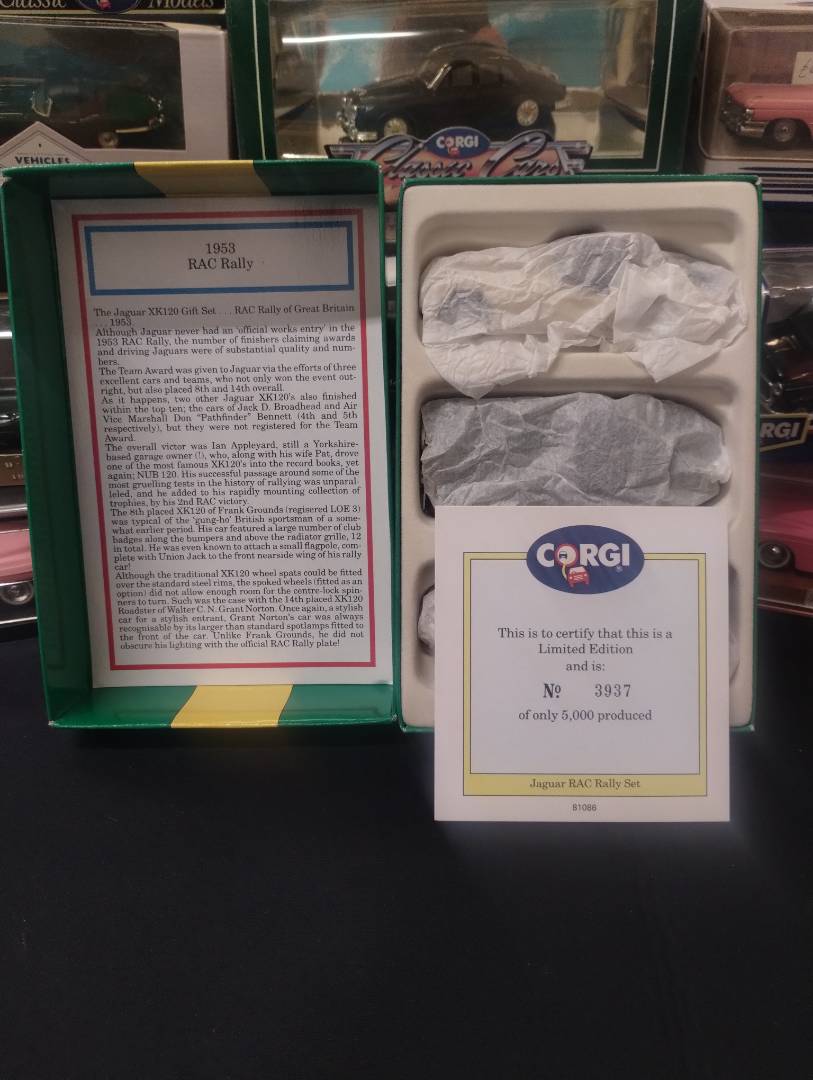 Classic Models
VEHICLES
CORGI
Classic Cars
RGI
1953
RAC Rally
The Jaguar XK120 Gift Set . . . . RAC Rally of Great Britain
. . . 1953.
Although Jaguar never had an 'official works entry' in the
1953 RAC Rally, the number of finishers claiming awards
and driving Jaguars were of substantial quality and num-
bers.
The Team Award was given to Jaguar via the efforts of three
excellent cars and teams, who not only won the event out-
right, but also placed 8th and 14th overall.
As it happens, two other Jaguar XK120's also finished
within the top ten; the cars of Jack D. Broadhead and Air
Vice Marshall Don "Pathfinder" Bennett (4th and 5th
respectively), but they were not registered for the Team
Award.
The overall victor was Ian Appleyard, still a Yorkshire-
based garage owner (!), who, along with his wife Pat, drove
one of the most famous XK120's into the record books, yet
again; NUB 120. His successful passage around some of the
most gruelling tests in the history of rallying was unparal-
leled, and he added to his rapidly mounting collection of
trophies, by his 2nd RAC victory.
The 8th placed XK120 of Frank Grounds (regisered LOE 3)
was typical of the 'gung-ho' British sportsman of a some-
what earlier period. His car featured a large number of club
badges along the bumpers and above the radiator grille, 12
in total. He was even known to attach a small flagpole, com-
plete with Union Jack to the front nearside wing of his rally
car!
Although the traditional XK120 wheel spats could be fitted
over the standard steel rims, the spoked wheels (fitted as an
option) did not allow enough room for the centre-lock spin-
ners to turn. Such was the case with the 14th placed XK120
Roadster of Walter C. N. Grant Norton. Once again, a stylish
car for a stylish entrant, Grant Norton's car was always
recognisable by its larger than standard spotlamps fitted to
the front of the car. Unlike Frank Grounds, he did not
obscure his lighting with the official RAC Rally plate!
CORGI
This is to certify that this is a
Limited Edition
and is:
Nº 3937
of only 5,000 produced
Jaguar RAC Rally Set
81086